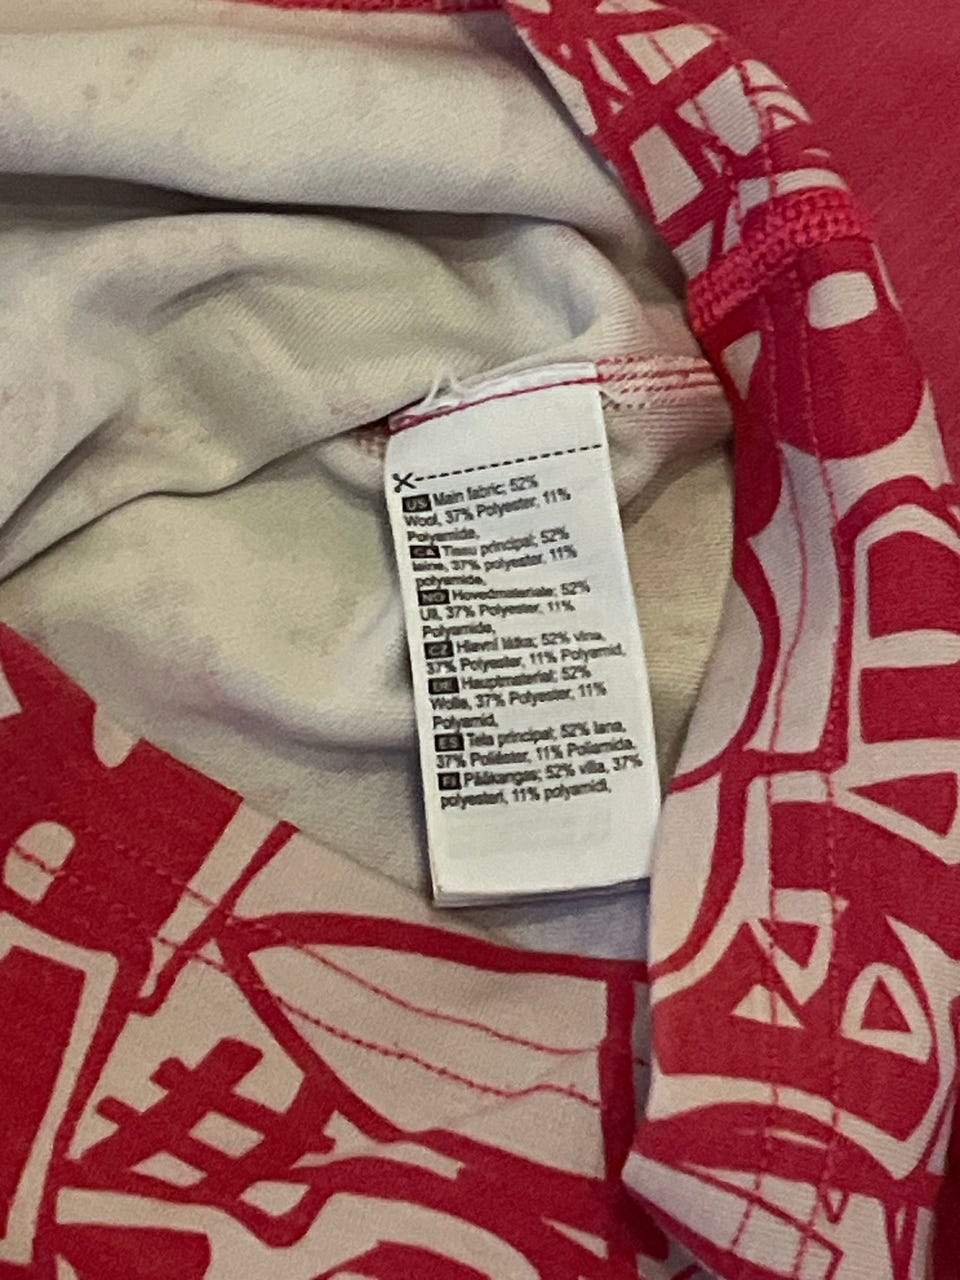 US Main fabric; 52%
Wool, 37% Polyester, 11%
Polyamide,
CA Tissu principal; 52%
laine, 37% polyester, 11%
polyamide,
NO Hovedmateriale; 52%
Ull, 37% Polyester, 11%
Polyamide,
CZ Hlavní látka; 52% vlna,
37% Polyester, 11% Polyamid,
DE Hauptmaterial; 52%
Wolle, 37% Polyester, 11%
Polyamid,
ES Tela principal; 52% lana,
37% Poliéster, 11% Poliamida,
FI Pääkangas; 52% villa, 37%
polyesteri, 11% polyamidi,